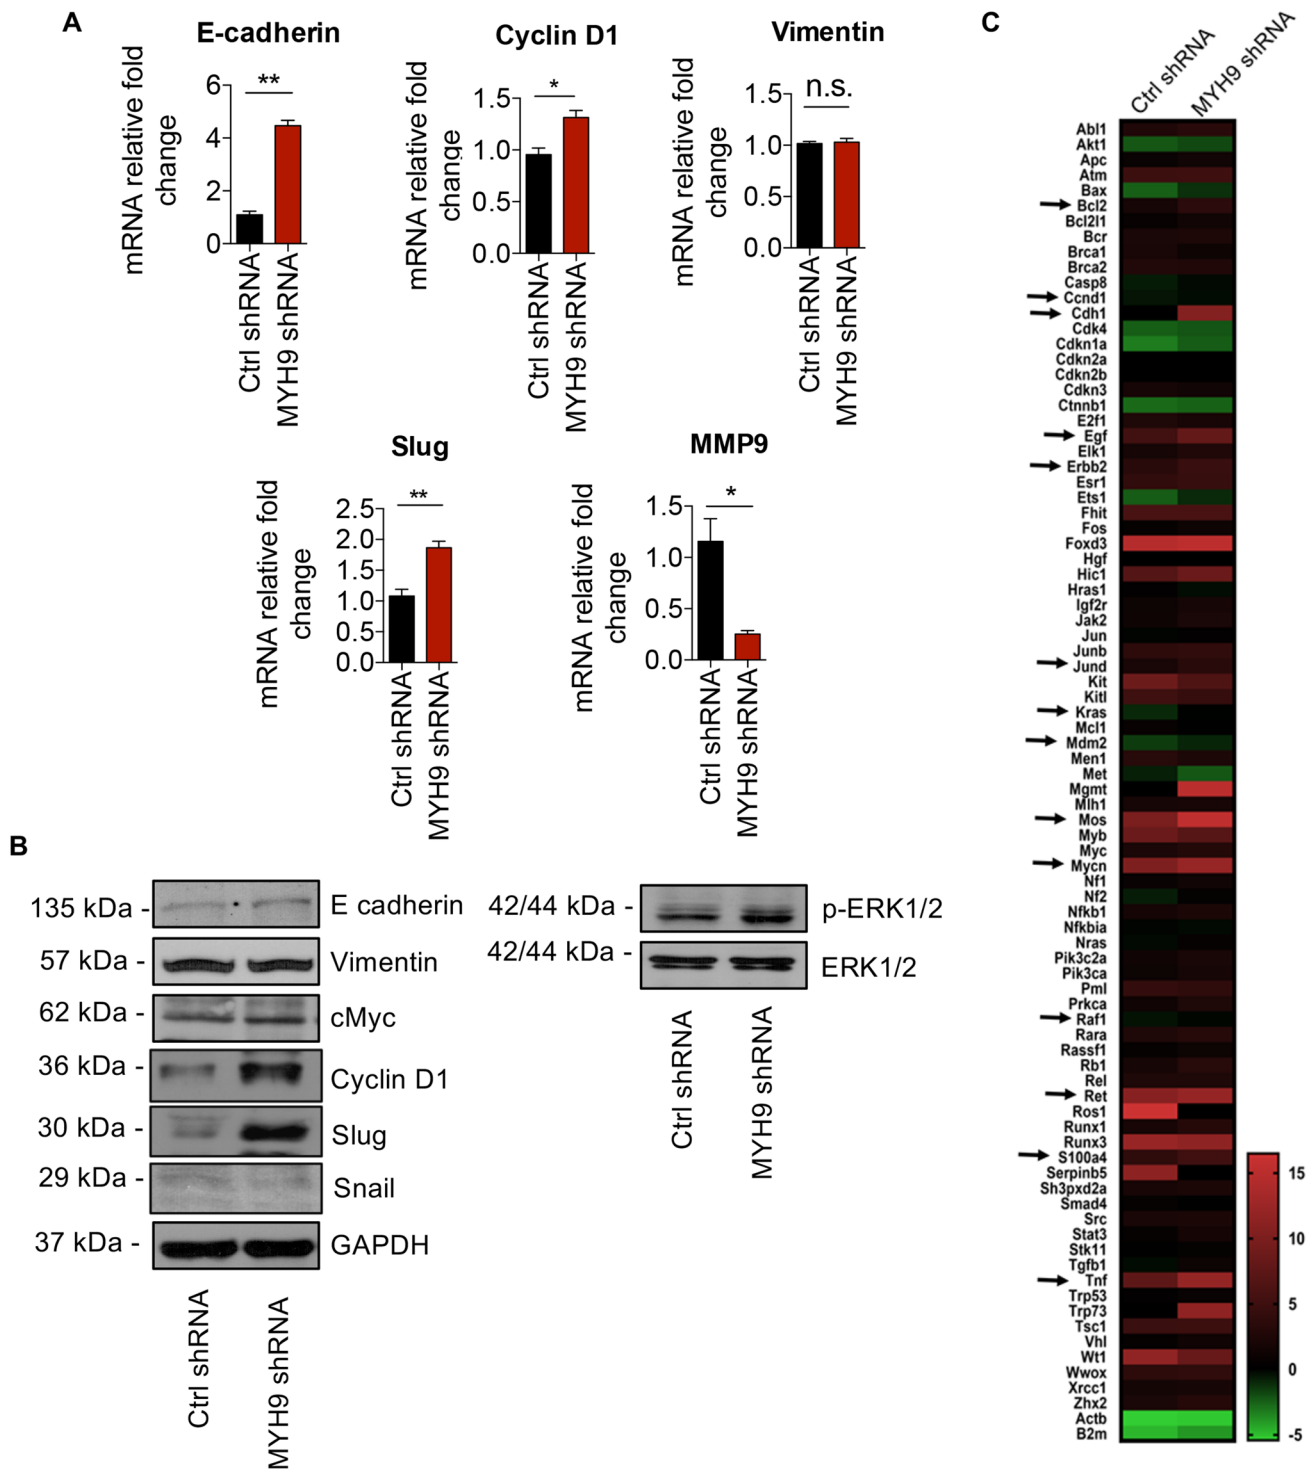 A
E-cadherin
mRNA relative fold
change
6
4
2
0
**
Ctrl shRNA
MYH9 shRNA
Cyclin D1
mRNA relative fold
change
1.5
1.0
0.5
0.0
*
Ctrl shRNA
MYH9 shRNA
Vimentin
mRNA relative fold
change
1.5
1.0
0.5
0.0
n.s.
Ctrl shRNA
MYH9 shRNA
Slug
mRNA relative fold
change
2.5
2.0
1.5
1.0
0.5
0.0
**
Ctrl shRNA
MYH9 shRNA
MMP9
mRNA relative fold
change
1.5
1.0
0.5
0.0
*
Ctrl shRNA
MYH9 shRNA
B
135 kDa - E cadherin
57 kDa - Vimentin
62 kDa - cMyc
36 kDa - Cyclin D1
30 kDa - Slug
29 kDa - Snail
37 kDa - GAPDH
Ctrl shRNA
MYH9 shRNA
42/44 kDa - p-ERK1/2
42/44 kDa - ERK1/2
Ctrl shRNA
MYH9 shRNA
C
Ctrl shRNA
MYH9 shRNA
Abl1
Akt1
Apc
Atm
Bax
Bcl2
Bcl2l1
Bcr
Brca1
Brca2
Casp8
Ccnd1
Cdh1
Cdk4
Cdkn1a
Cdkn2a
Cdkn2b
Cdkn3
Ctnnb1
E2f1
Egf
Elk1
Erbb2
Esr1
Ets1
Fhit
Fos
Foxd3
Hgf
Hic1
Hras1
Igf2r
Jak2
Jun
Junb
Jund
Kit
Kitl
Kras
Mcl1
Mdm2
Men1
Met
Mgmt
Mlh1
Mos
Myb
Myc
Mycn
Nf1
Nf2
Nfkb1
Nfkbia
Nras
Pik3c2a
Pik3ca
Pml
Prkca
Raf1
Rara
Rassf1
Rb1
Rel
Ret
Ros1
Runx1
Runx3
S100a4
Serpinb5
Sh3pxd2a
Smad4
Src
Stat3
Stk11
Tgfb1
Tnf
Trp53
Trp73
Tsc1
Vhl
Wt1
Wwox
Xrcc1
Zhx2
Actb
B2m
15
10
5
0
-5